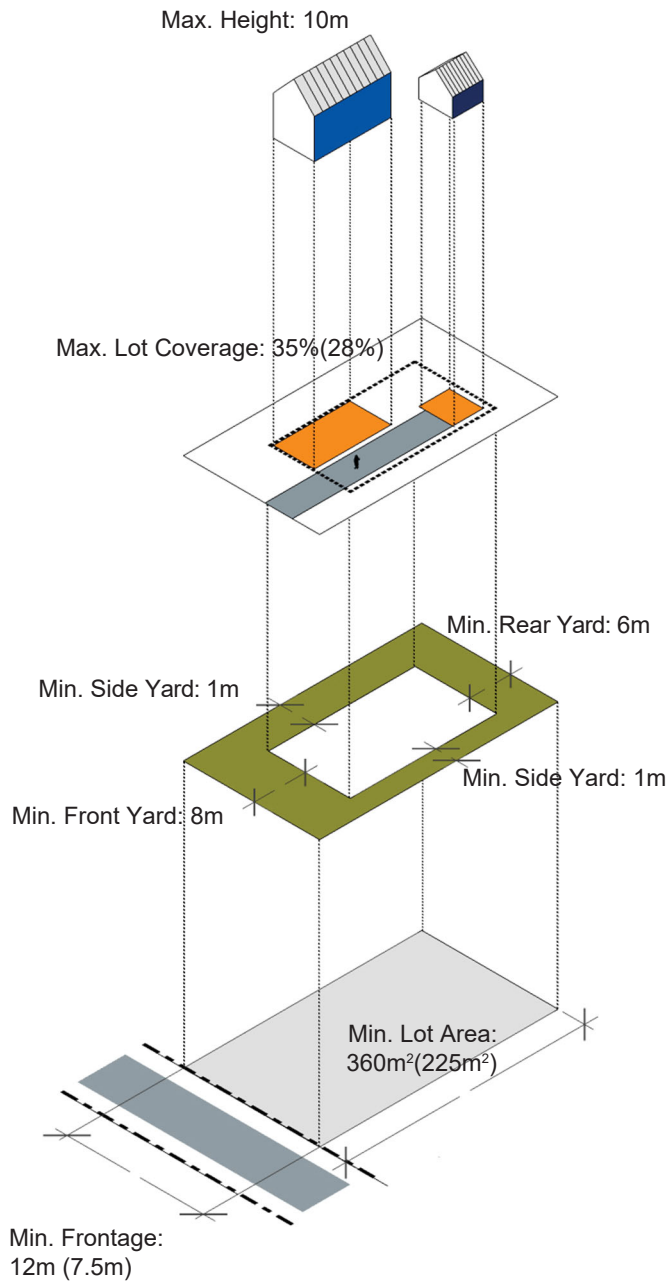 Max. Height: 10m
Max. Lot Coverage: 35%(28%)
Min. Rear Yard: 6m
Min. Side Yard: 1m
Min. Side Yard: 1m
Min. Front Yard: 8m
Min. Lot Area:
360m²(225m²)
Min. Frontage:
12m (7.5m)